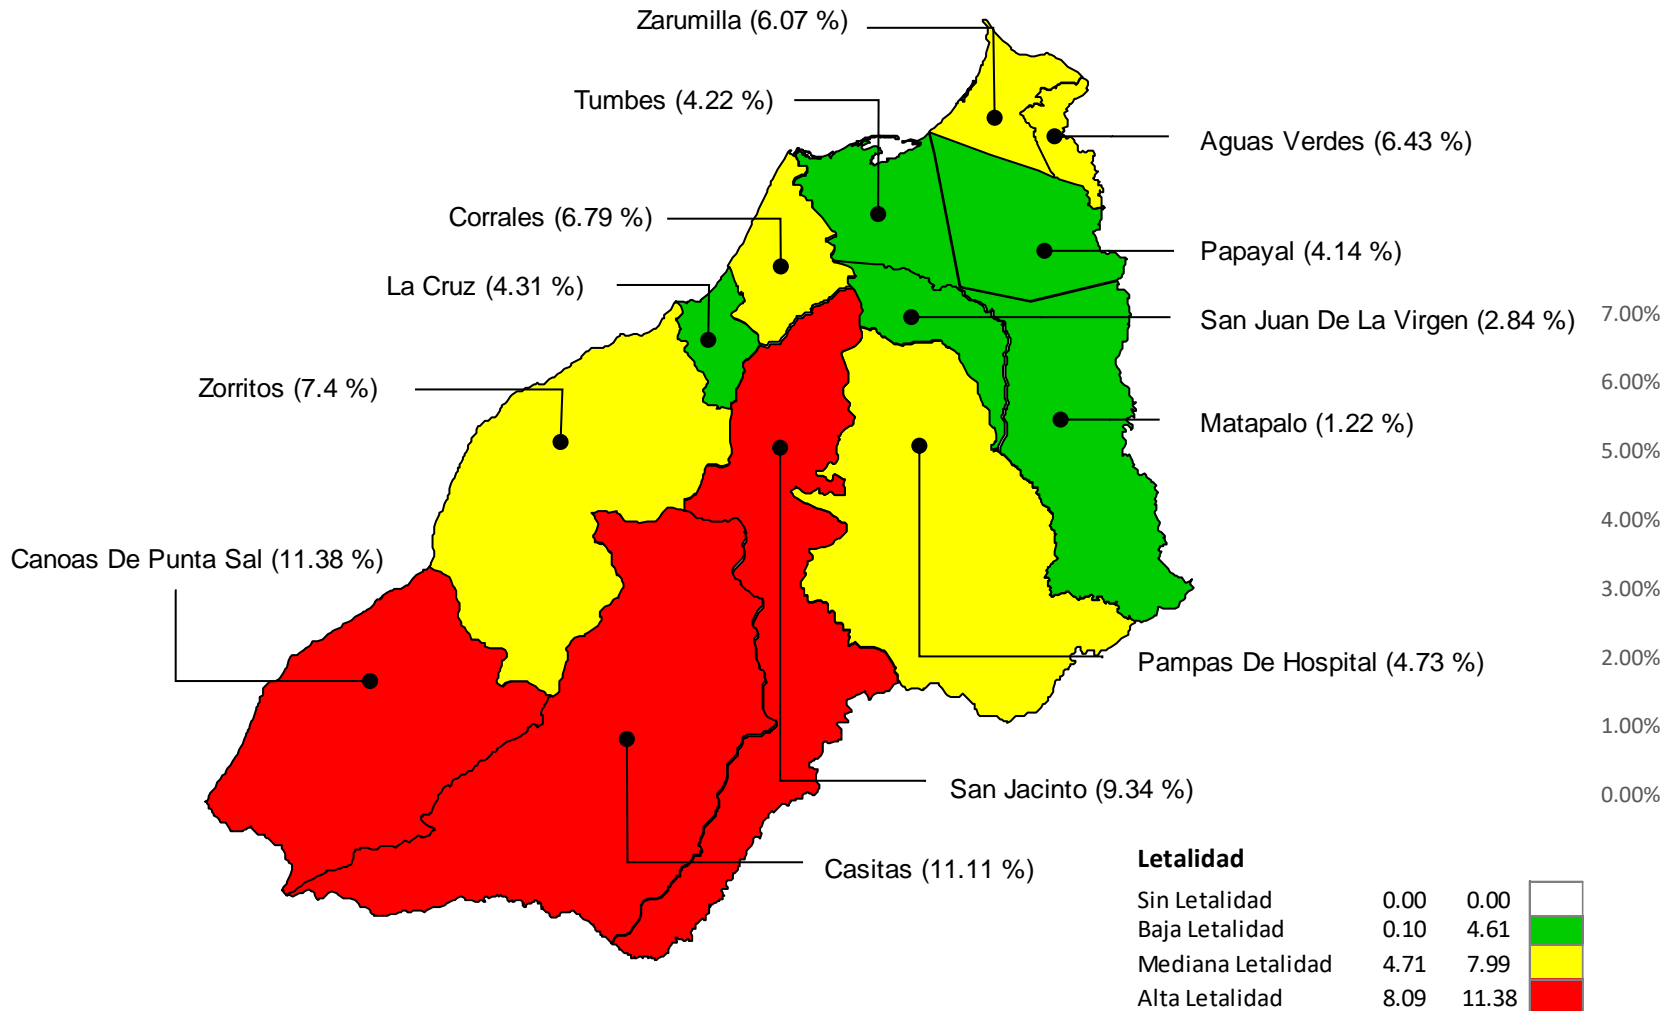 Zarumilla (6.07 %)
Tumbes (4.22 %)
Aguas Verdes (6.43 %)
Corrales (6.79 %)
Papayal (4.14 %)
La Cruz (4.31 %)
San Juan De La Virgen (2.84 %)
Zorritos (7.4 %)
Matapalo (1.22 %)
Canoas De Punta Sal (11.38 %)
Pampas De Hospital (4.73 %)
San Jacinto (9.34 %)
Casitas (11.11 %)
7.00%
6.00%
5.00%
4.00%
3.00%
2.00%
1.00%
0.00%
Letalidad
Sin Letalidad 0.00 0.00
Baja Letalidad 0.10 4.61
Mediana Letalidad 4.71 7.99
Alta Letalidad 8.09 11.38